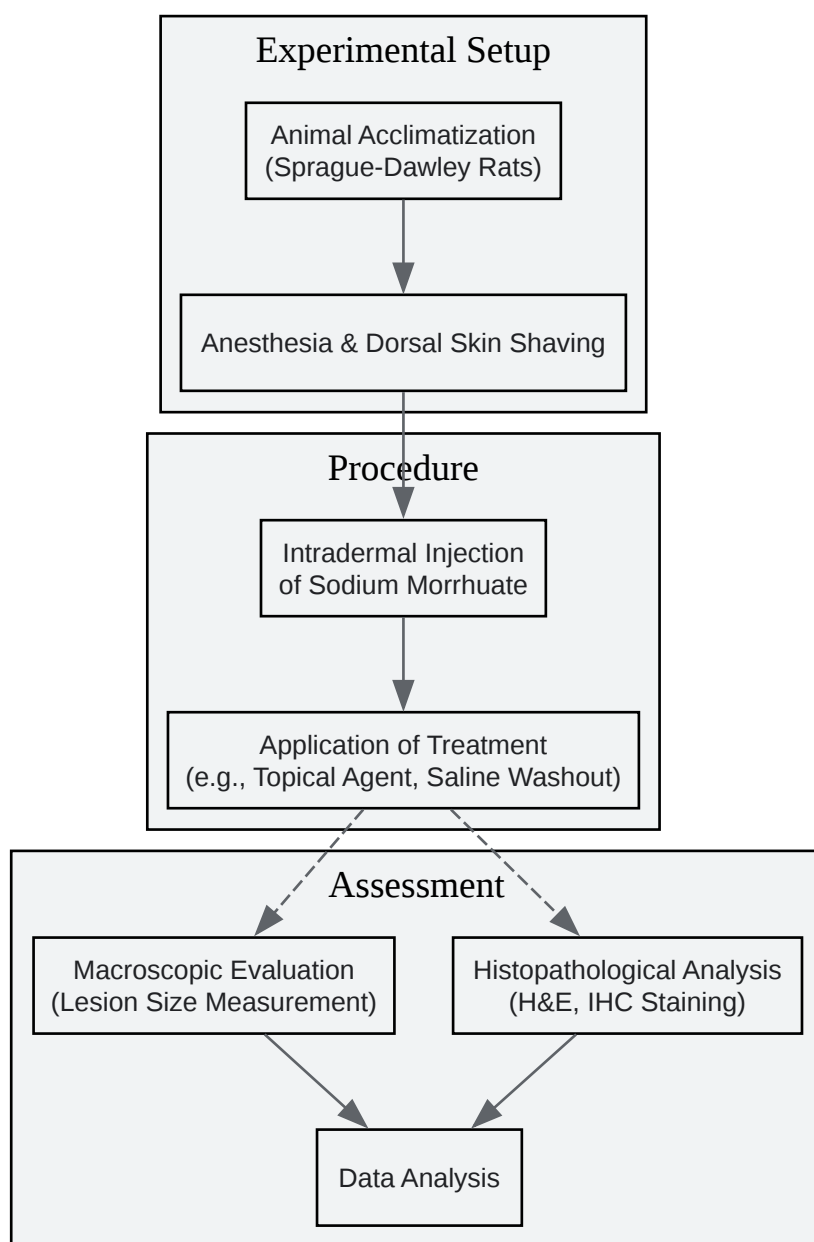 Experimental Setup
Animal Acclimatization
(Sprague-Dawley Rats)
Anesthesia & Dorsal Skin Shaving
Procedure
Intradermal Injection
of Sodium Morrhuate
Application of Treatment
(e.g., Topical Agent, Saline Washout)
Assessment
Macroscopic Evaluation
(Lesion Size Measurement)
Histopathological Analysis
(H&E, IHC Staining)
Data Analysis